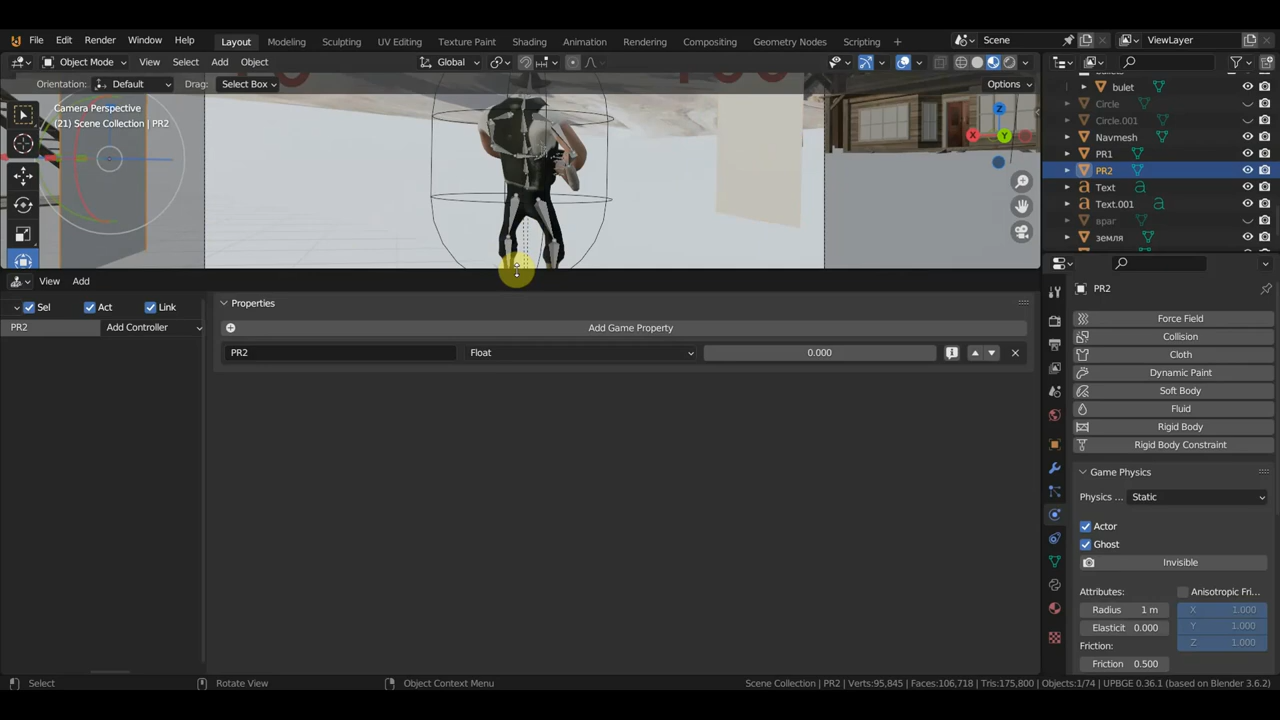 File Edit Render Window Help Layout Modeling Sculpting UV Editing Texture Paint Shading Animation Rendering Compositing Geometry Nodes Scripting + Scene ViewLayer
Object Mode View Select Add Object Global
Orientation: Default Drag: Select Box Options
Camera Perspective
(21) Scene Collection | PR2
Z
X
Y
bulet
Circle
Circle.001
Navmesh
PR1
PR2
Text
Text.001
враг
земля
View Add
Sel Act Link
PR2 Add Controller
Properties
Add Game Property
PR2 Float 0.000
PR2
Force Field
Collision
Cloth
Dynamic Paint
Soft Body
Fluid
Rigid Body
Rigid Body Constraint
Game Physics
Physics ... Static
Actor
Ghost
Invisible
Attributes: Anisotropic Fri...
Radius 1 m X 1.000
Elasticit 0.000 Y 1.000
Friction: Z 1.000
Friction 0.500
Select Rotate View Object Context Menu Scene Collection | PR2 | Verts:95,845 | Faces:106,718 | Tris:175,800 | Objects:1/74 | UPBGE 0.36.1 (based on Blender 3.6.2)